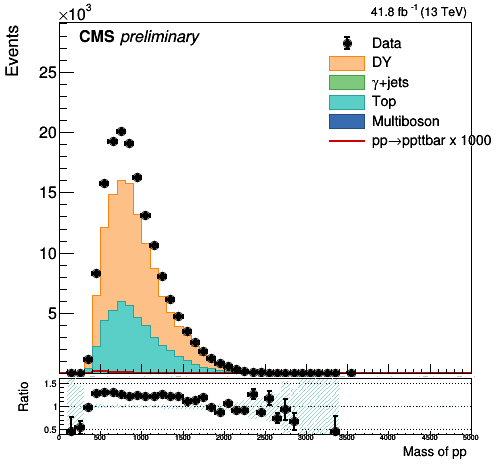 ×10³
41.8 fb⁻¹ (13 TeV)
CMS preliminary
Events
Data
DY
γ+jets
Top
Multiboson
pp→ppttbar x 1000
25
20
15
10
5
Ratio
1.5
1
0.5
0 500 1000 1500 2000 2500 3000 3500 4000 4500 5000
Mass of pp